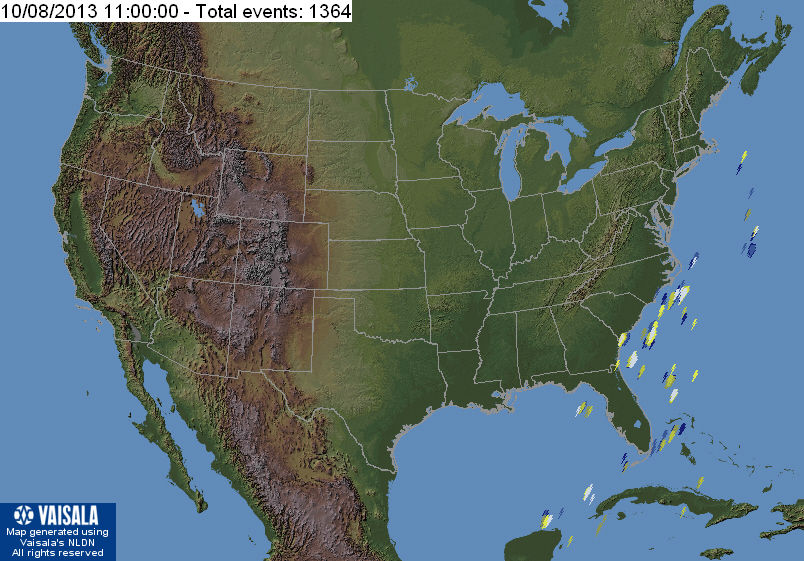 10/08/2013 11:00:00 - Total events: 1364
VAISALA
Map generated using
Vaisala's NLDN
All rights reserved